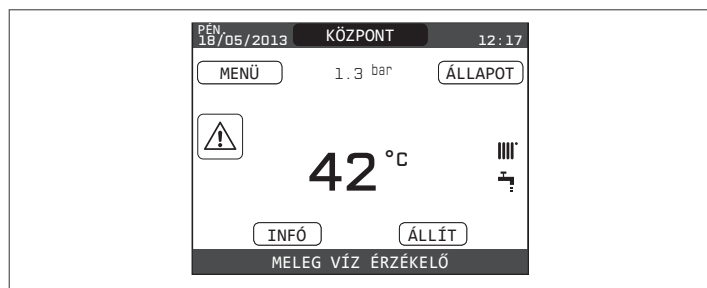 PÉN.
18/05/2013 KÖZPONT 12:17
MENÜ 1.3 bar ÁLLAPOT
42 °C
INFÓ ÁLLÍT
MELEG VÍZ ÉRZÉKELŐ